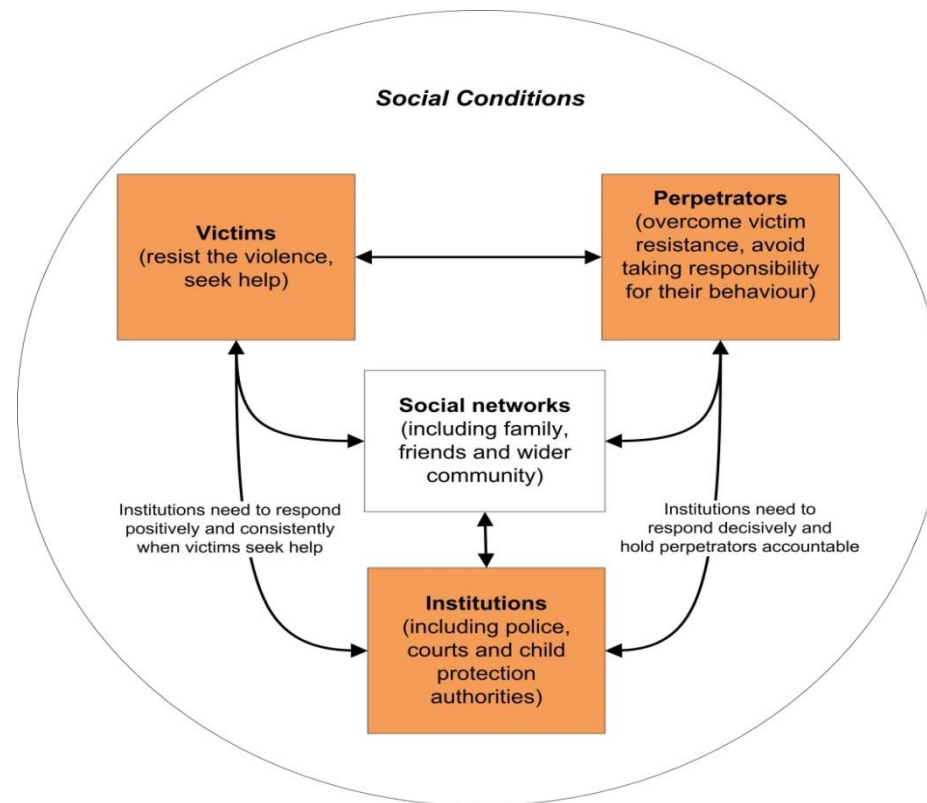 Social Conditions
Victims
(resist the violence,
seek help)
Perpetrators
(overcome victim
resistance, avoid
taking responsibility
for their behaviour)
Social networks
(including family,
friends and wider
community)
Institutions need to respond
positively and consistently
when victims seek help
Institutions need to
respond decisively and
hold perpetrators accountable
Institutions
(including police,
courts and child
protection
authorities)